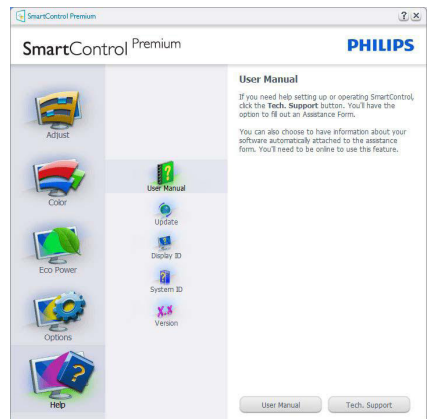 SmartControl Premium
? X
SmartControl Premium
PHILIPS
Adjust
Color
Eco Power
Options
Help
User Manual
Update
Display ID
System ID
X.X
Version
User Manual
If you need help setting up or operating SmartControl,
click the Tech. Support button. You'll have the
option to fill out an Assistance Form.
You can also choose to have information about your
software automatically attached to the assistance
form. You'll need to be online to use this feature.
User Manual
Tech. Support